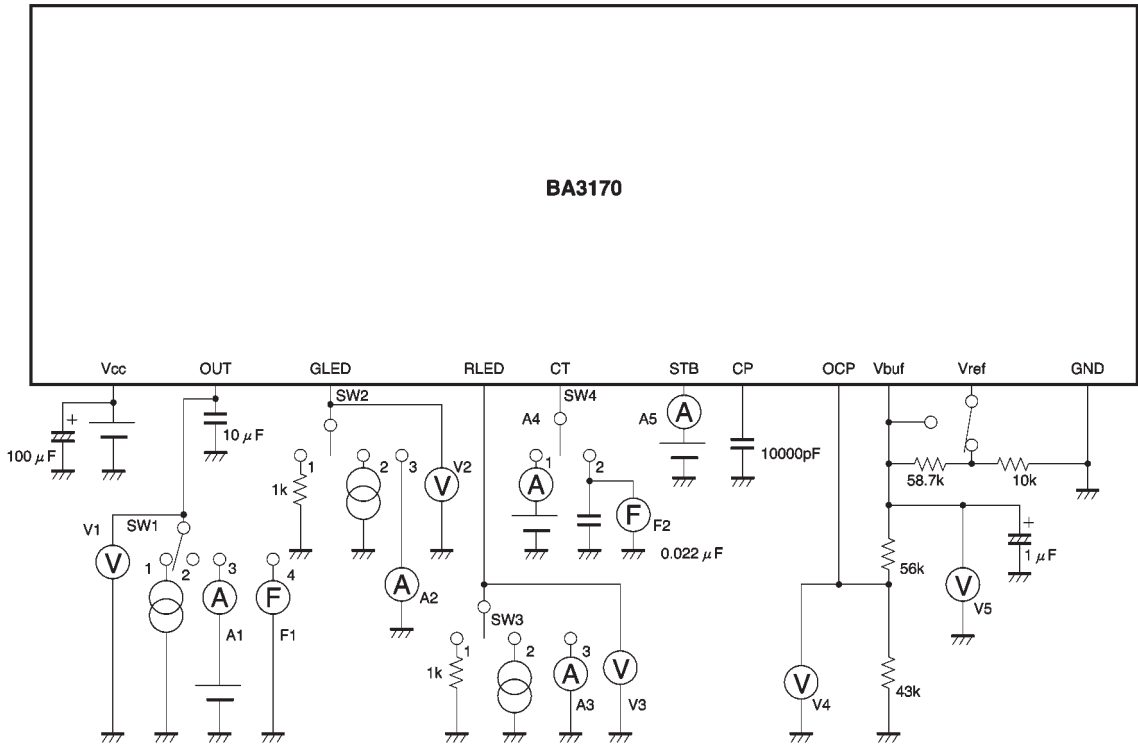 BA3170
Vcc OUT GLED RLED CT STB CP OCP Vbuf Vref GND
SW2 SW4
+ A4 A5 A
10 μF
100 μF 10000pF
1 2 3 V2 1 2
1k V A 58.7k 10k
F F2
V1 SW1 +
0.022 μF 1 μF
V 1 2 3 4 56k
A F A A2 V V5
A1 F1 SW3
1 2 3
1k A V V 43k
A3 V3 V4